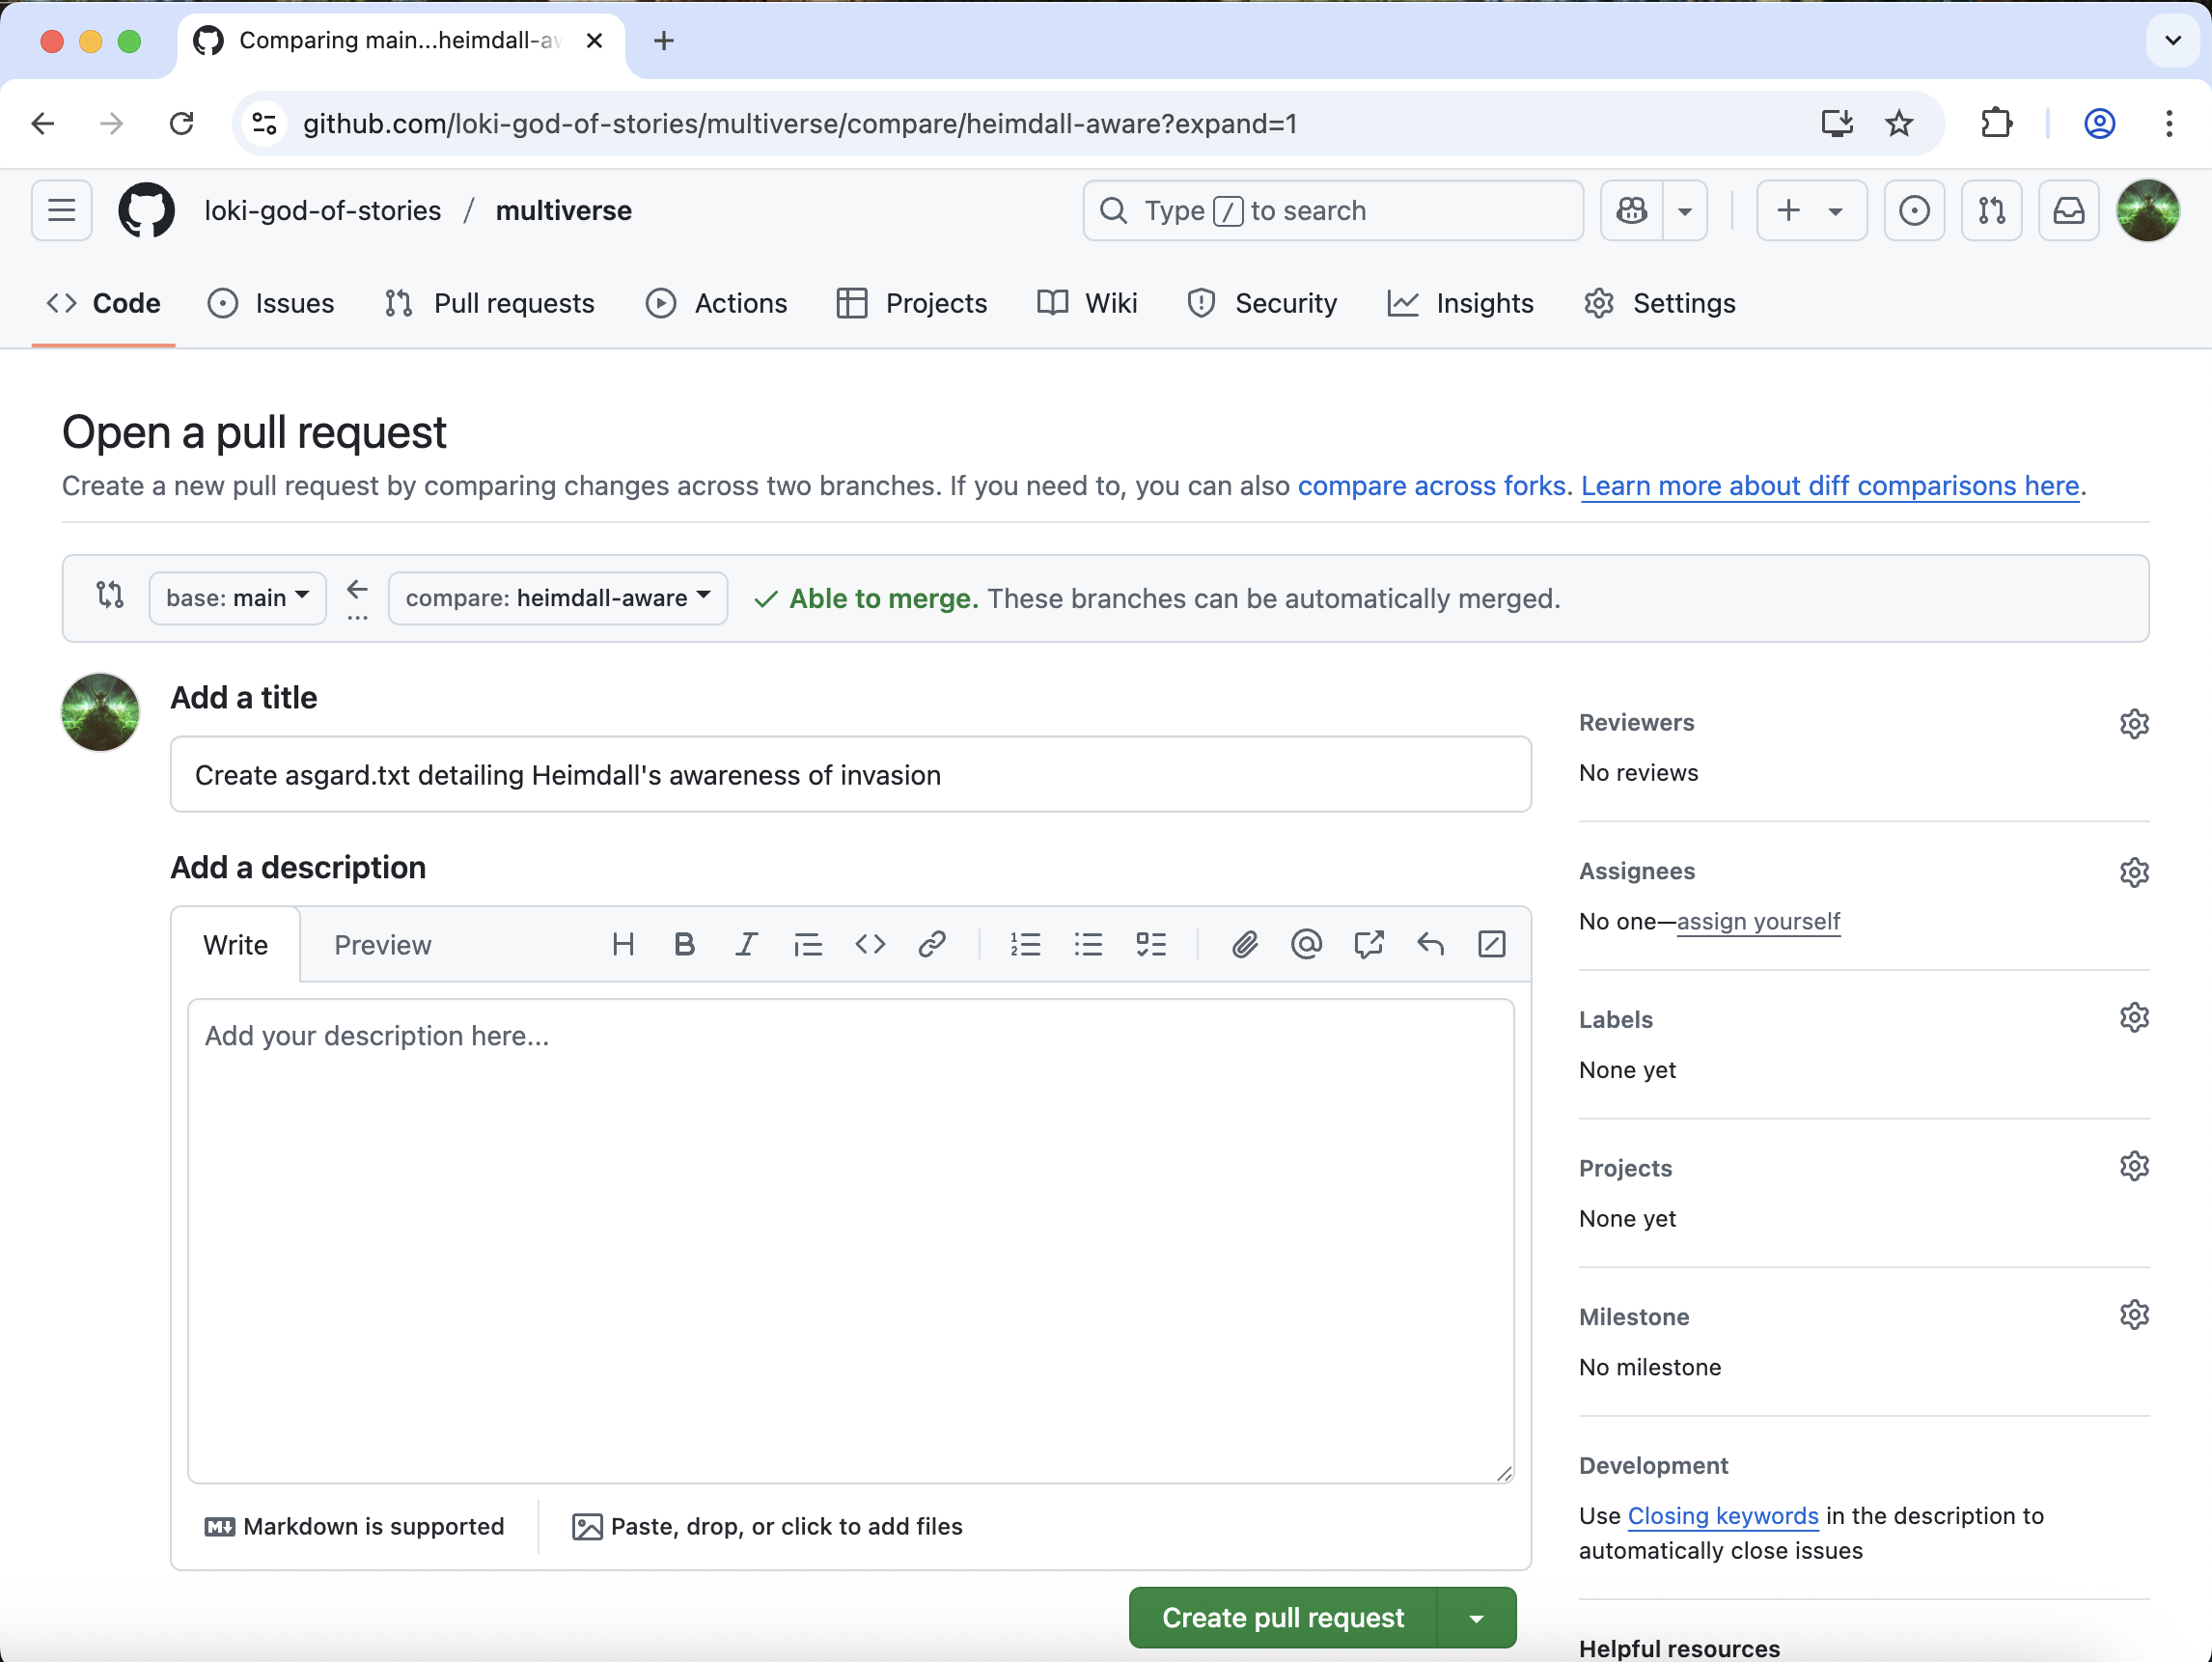 Comparing main...heimdall-aw
github.com/loki-god-of-stories/multiverse/compare/heimdall-aware?expand=1
loki-god-of-stories / multiverse
Type / to search
Code Issues Pull requests Actions Projects Wiki Security Insights Settings
Open a pull request
Create a new pull request by comparing changes across two branches. If you need to, you can also compare across forks. Learn more about diff comparisons here.
base: main ... compare: heimdall-aware Able to merge. These branches can be automatically merged.
Add a title
Create asgard.txt detailing Heimdall's awareness of invasion
Add a description
Write Preview
Add your description here...
Markdown is supported
Paste, drop, or click to add files
Create pull request
Reviewers
No reviews
Assignees
No one—assign yourself
Labels
None yet
Projects
None yet
Milestone
No milestone
Development
Use Closing keywords in the description to
automatically close issues
Helpful resources